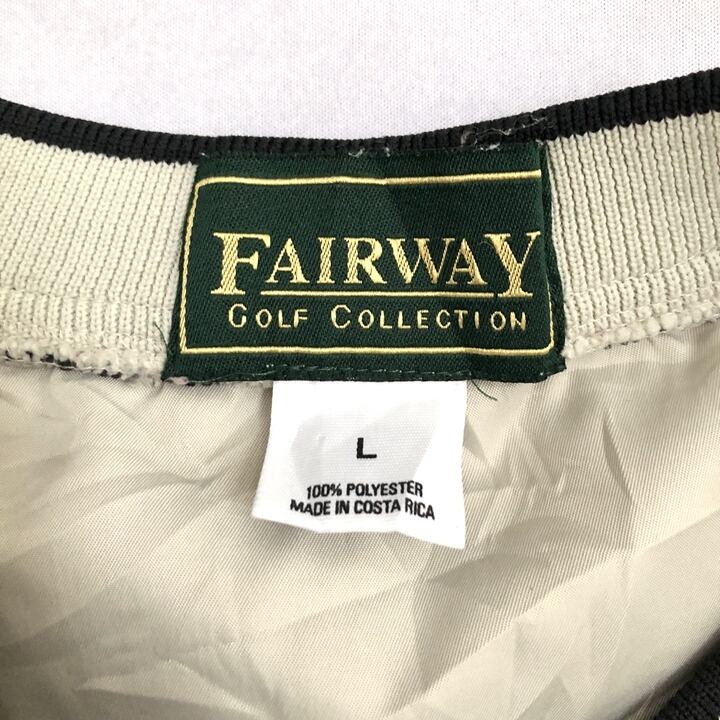 FAIRWAY
GOLF COLLECTION
L
100% POLYESTER
MADE IN COSTA RICA